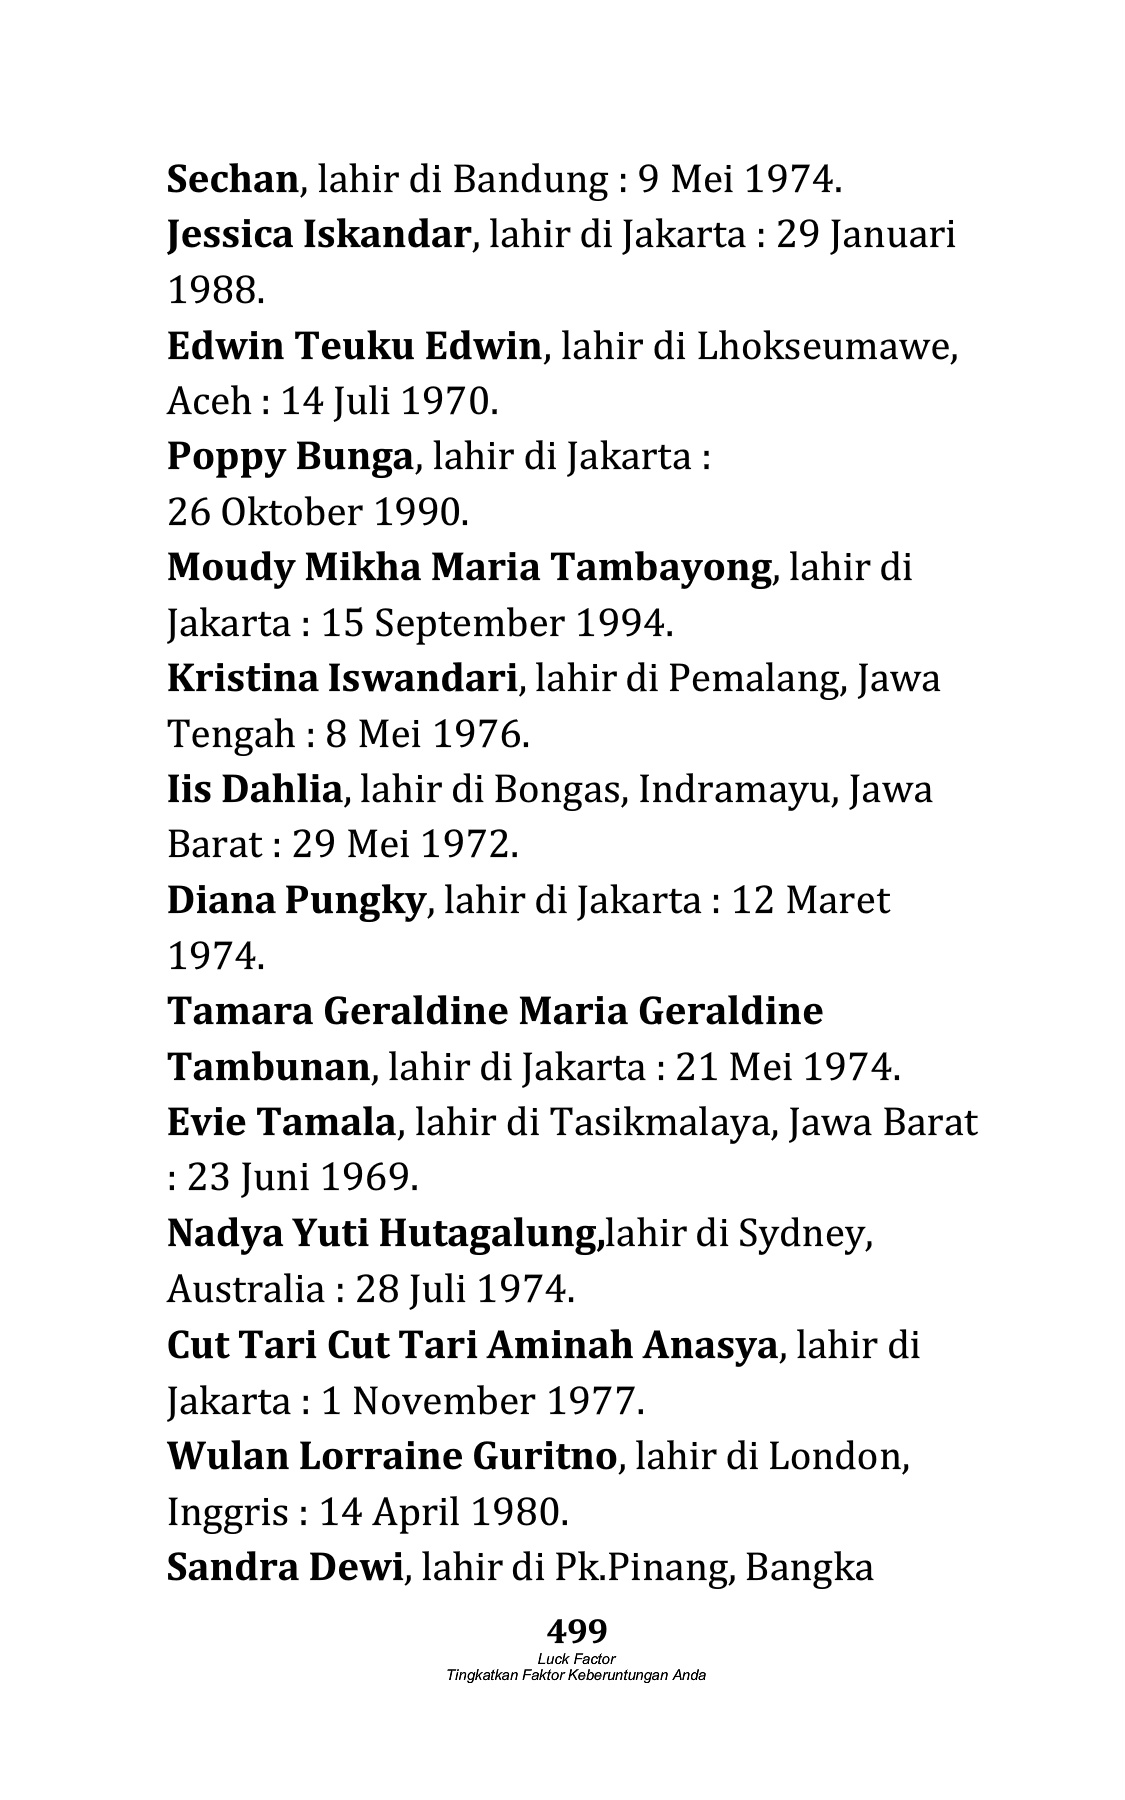 Sechan, lahir di Bandung : 9 Mei 1974.
Jessica Iskandar, lahir di Jakarta : 29 Januari
1988.
Edwin Teuku Edwin, lahir di Lhokseumawe,
Aceh : 14 Juli 1970.
Poppy Bunga, lahir di Jakarta :
26 Oktober 1990.
Moudy Mikha Maria Tambayong, lahir di
Jakarta : 15 September 1994.
Kristina Iswandari, lahir di Pemalang, Jawa
Tengah : 8 Mei 1976.
Iis Dahlia, lahir di Bongas, Indramayu, Jawa
Barat : 29 Mei 1972.
Diana Pungky, lahir di Jakarta : 12 Maret
1974.
Tamara Geraldine Maria Geraldine
Tambunan, lahir di Jakarta : 21 Mei 1974.
Evie Tamala, lahir di Tasikmalaya, Jawa Barat
: 23 Juni 1969.
Nadya Yuti Hutagalung,lahir di Sydney,
Australia : 28 Juli 1974.
Cut Tari Cut Tari Aminah Anasya, lahir di
Jakarta : 1 November 1977.
Wulan Lorraine Guritno, lahir di London,
Inggris : 14 April 1980.
Sandra Dewi, lahir di Pk.Pinang, Bangka
499
Luck Factor
Tingkatkan Faktor Keberuntungan Anda